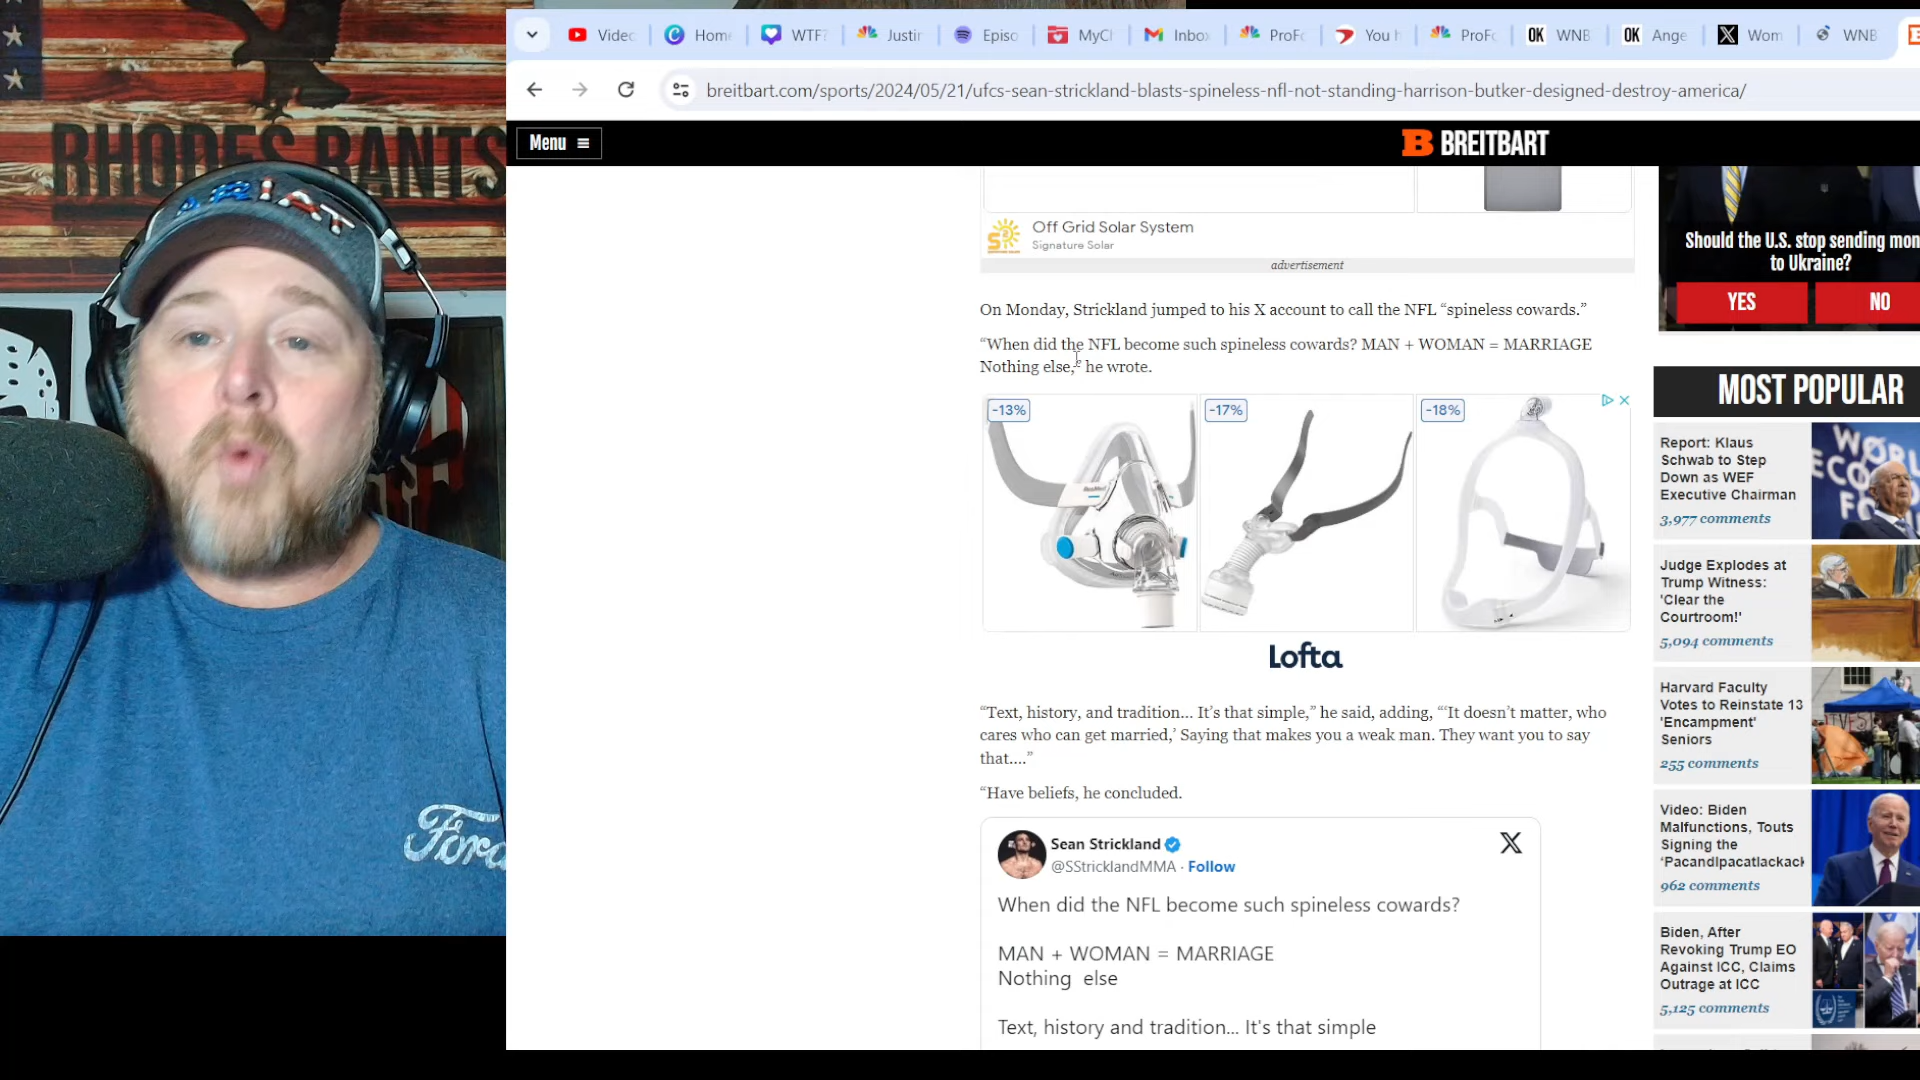 RHODES RANTS
ARIAT
Ford
Video
Home
WTF?
Justin
Episo
MyCh
Inbox
ProFo
You h
ProFo
OK WNB
OK Ange
Wom
WNB
breitbart.com/sports/2024/05/21/ufcs-sean-strickland-blasts-spineless-nfl-not-standing-harrison-butker-designed-destroy-america/
Menu
B BREITBART
Off Grid Solar System
Signature Solar
advertisement
On Monday, Strickland jumped to his X account to call the NFL “spineless cowards.”
“When did the NFL become such spineless cowards? MAN + WOMAN = MARRIAGE
Nothing else,” he wrote.
-13%
-17%
-18%
Lofta
“Text, history, and tradition… It’s that simple,” he said, adding, “‘It doesn’t matter, who
cares who can get married,’ Saying that makes you a weak man. They want you to say
that….”
“Have beliefs, he concluded.
Sean Strickland
@SStricklandMMA · Follow
When did the NFL become such spineless cowards?
MAN + WOMAN = MARRIAGE
Nothing else
Text, history and tradition... It's that simple
Should the U.S. stop sending mon
to Ukraine?
YES
NO
MOST POPULAR
Report: Klaus
Schwab to Step
Down as WEF
Executive Chairman
3,977 comments
Judge Explodes at
Trump Witness:
'Clear the
Courtroom!'
5,094 comments
Harvard Faculty
Votes to Reinstate 13
'Encampment'
Seniors
255 comments
Video: Biden
Malfunctions, Touts
Signing the
‘PacandIpacatlackack
962 comments
Biden, After
Revoking Trump EO
Against ICC, Claims
Outrage at ICC
5,125 comments